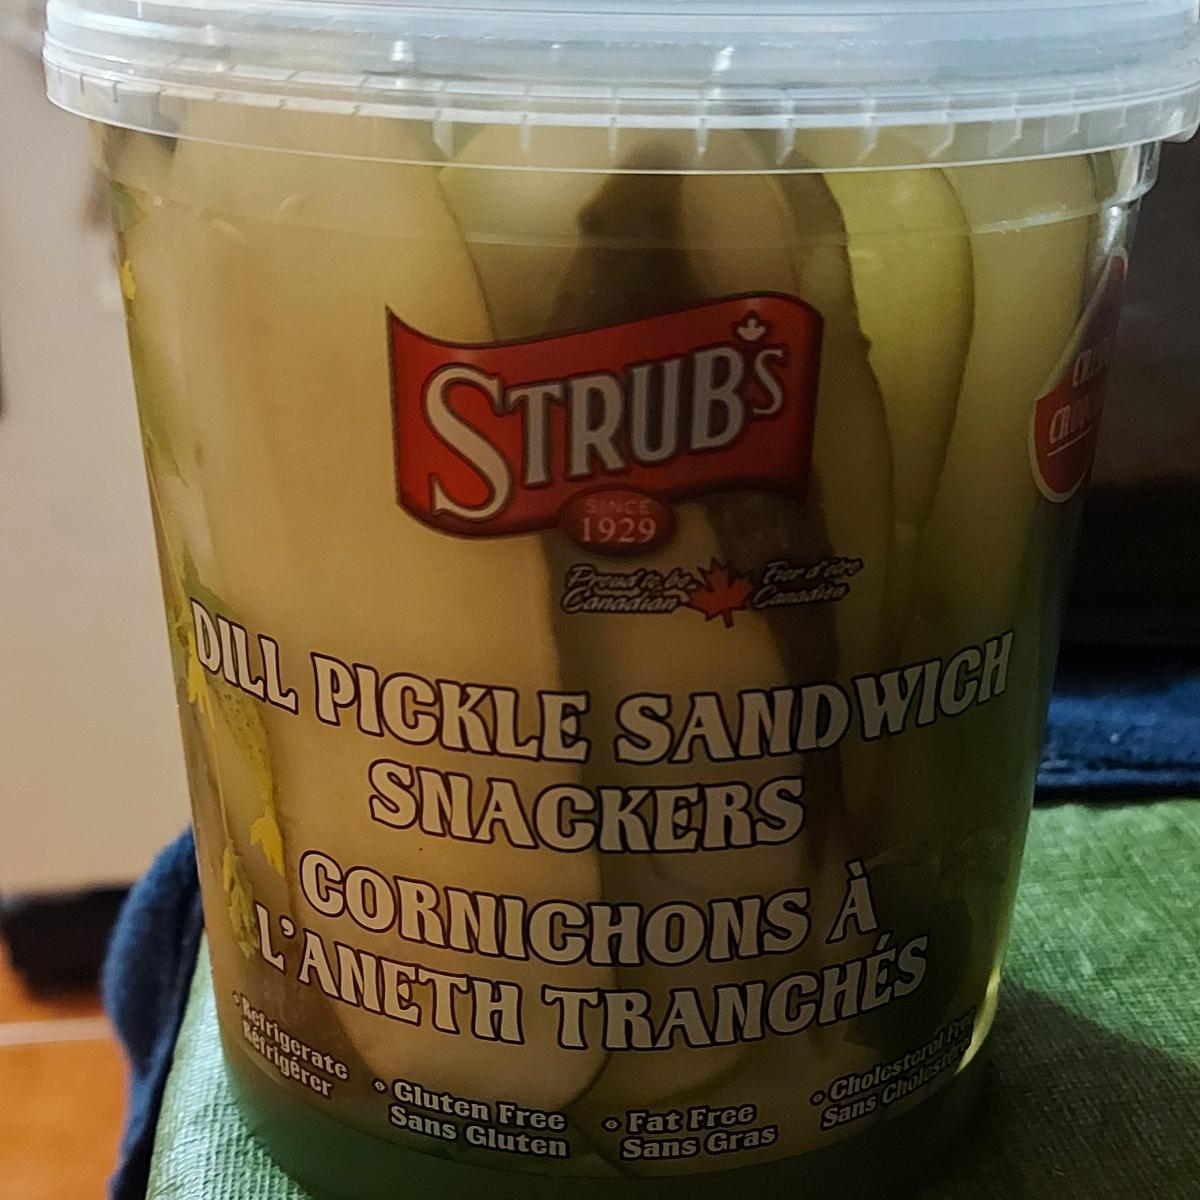 STRUB'S
SINCE
1929
Proud to be
Canadian
Fier d'être
Canadien
DILL PICKLE SANDWICH
SNACKERS
CORNICHONS À
L'ANETH TRANCHÉS
• Refrigerate
Réfrigérer
• Gluten Free
Sans Gluten
• Fat Free
Sans Gras
• Cholesterol Free
Sans